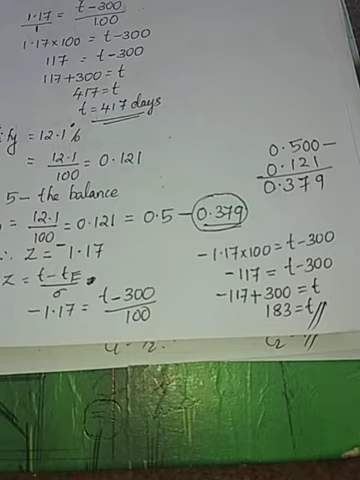 1.17/1 = t-300/100
1.17×100 = t-300
117 = t-300
117+300 = t
417 = t
t = 417 days
= 12.1%
= 12.1/100 = 0.121
0.500 -
0.121
0.379
5 - the balance
= 12.1/100 = 0.121 = 0.5 - 0.379
∴ Z = -1.17
Z = t-tE/σ
-1.17 = t-300/100
-1.17×100 = t-300
-117 = t-300
-117+300 = t
183 = t